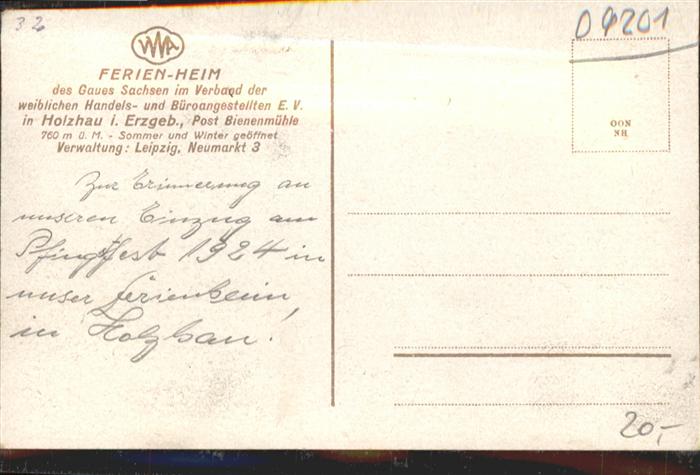 32
VWA
FERIEN-HEIM
des Gaues Sachsen im Verband der
weiblichen Handels- und Büroangestellten E. V.
in Holzhau i. Erzgeb., Post Bienenmühle
760 m ü. M. - Sommer und Winter geöffnet
Verwaltung: Leipzig, Neumarkt 3
Zur Erinnerung an
unseren Einzug am
Pfingstfest 1924 in
unser Ferienheim,
in Holzhau.
09201
OON
HN
20,-